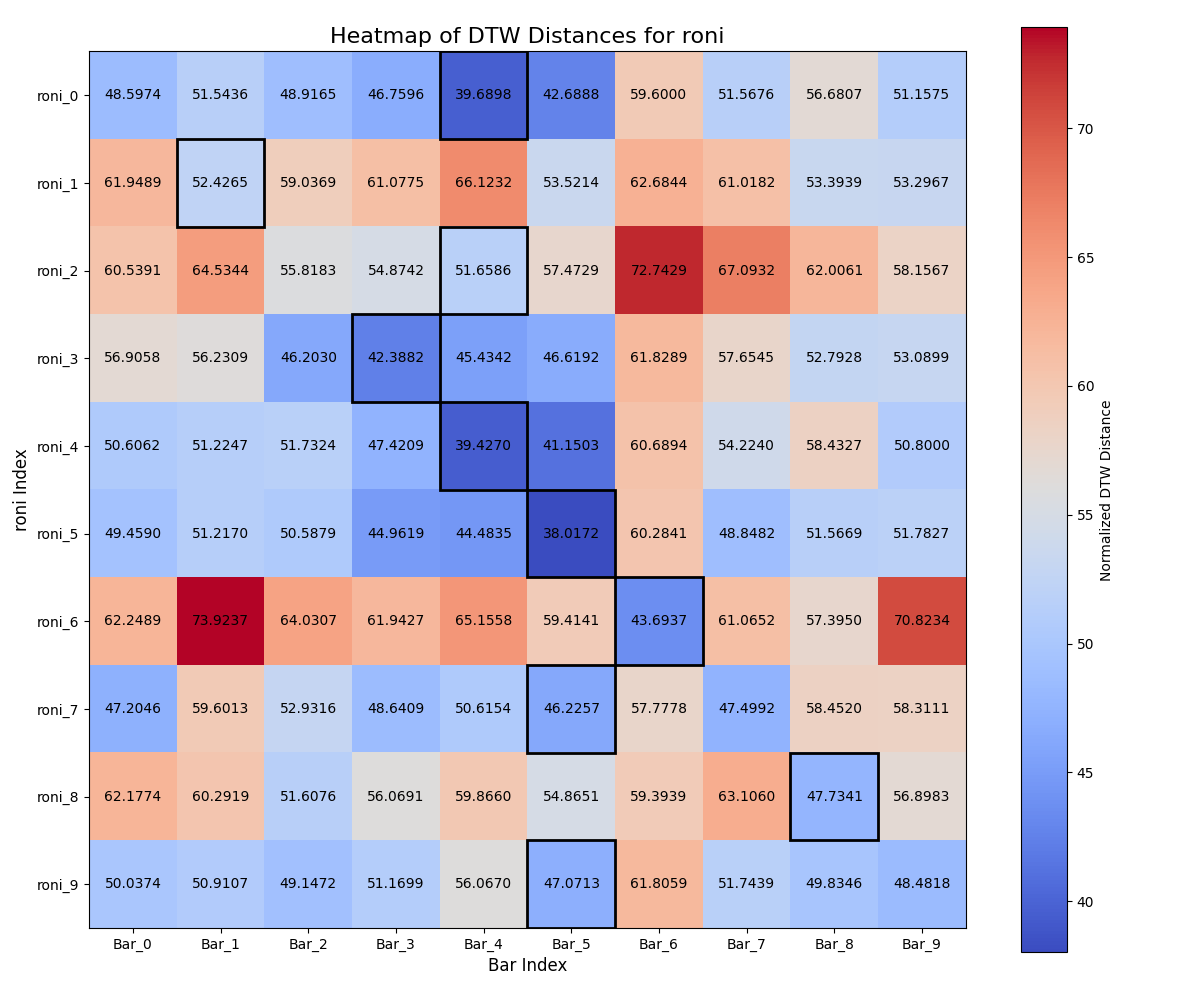 Heatmap of DTW Distances for roni
roni_0 48.5974 51.5436 48.9165 46.7596 39.6898 42.6888 59.6000 51.5676 56.6807 51.1575
roni_1 61.9489 52.4265 59.0369 61.0775 66.1232 53.5214 62.6844 61.0182 53.3939 53.2967
roni_2 60.5391 64.5344 55.8183 54.8742 51.6586 57.4729 72.7429 67.0932 62.0061 58.1567
roni_3 56.9058 56.2309 46.2030 42.3882 45.4342 46.6192 61.8289 57.6545 52.7928 53.0899
roni_4 50.6062 51.2247 51.7324 47.4209 39.4270 41.1503 60.6894 54.2240 58.4327 50.8000
roni_5 49.4590 51.2170 50.5879 44.9619 44.4835 38.0172 60.2841 48.8482 51.5669 51.7827
roni_6 62.2489 73.9237 64.0307 61.9427 65.1558 59.4141 43.6937 61.0652 57.3950 70.8234
roni_7 47.2046 59.6013 52.9316 48.6409 50.6154 46.2257 57.7778 47.4992 58.4520 58.3111
roni_8 62.1774 60.2919 51.6076 56.0691 59.8660 54.8651 59.3939 63.1060 47.7341 56.8983
roni_9 50.0374 50.9107 49.1472 51.1699 56.0670 47.0713 61.8059 51.7439 49.8346 48.4818
Bar_0 Bar_1 Bar_2 Bar_3 Bar_4 Bar_5 Bar_6 Bar_7 Bar_8 Bar_9
Bar Index
roni Index
70
65
60
55
50
45
40
Normalized DTW Distance